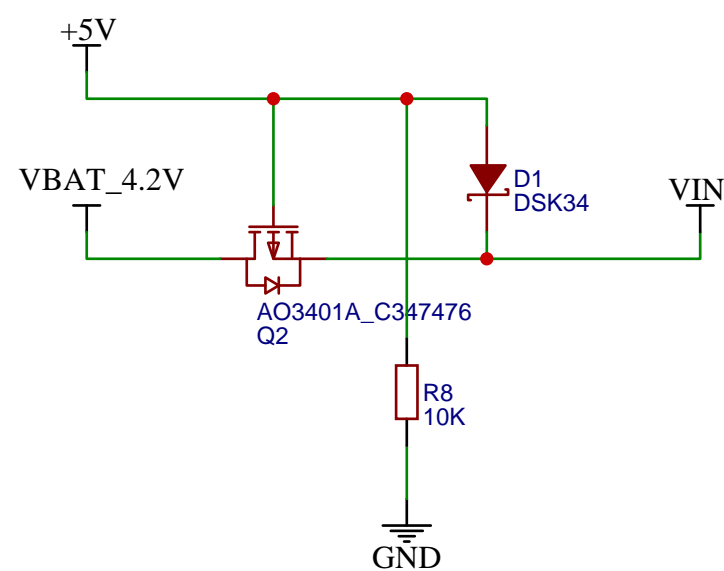 +5V
VBAT_4.2V
D1
DSK34
VIN
AO3401A_C347476
Q2
R8
10K
GND